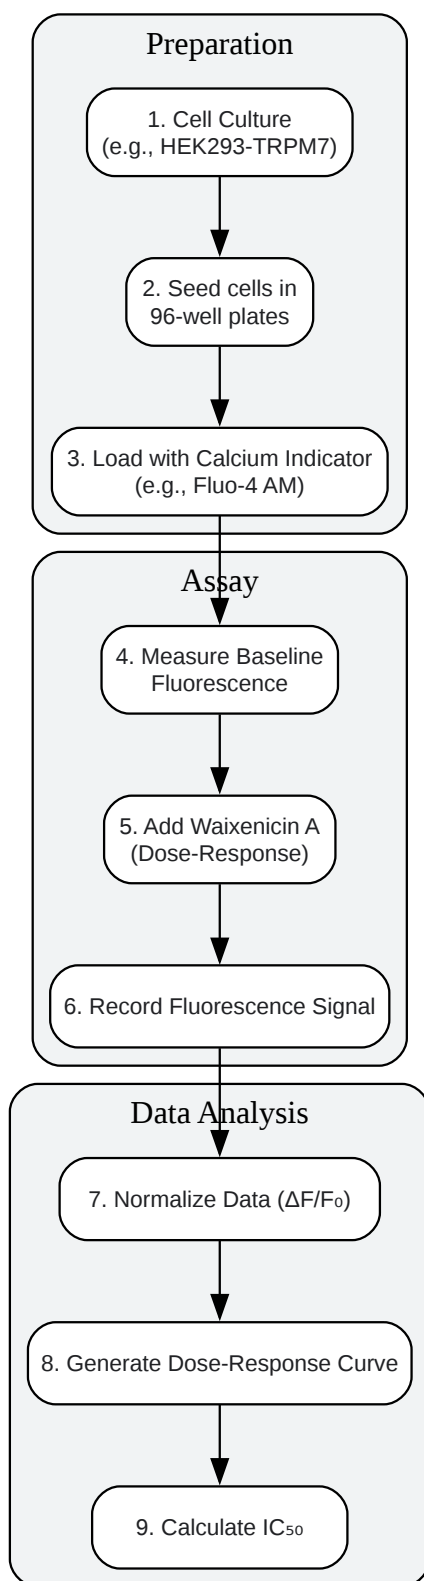 Preparation
1. Cell Culture
(e.g., HEK293-TRPM7)
2. Seed cells in
96-well plates
3. Load with Calcium Indicator
(e.g., Fluo-4 AM)
Assay
4. Measure Baseline
Fluorescence
5. Add Waixenicin A
(Dose-Response)
6. Record Fluorescence Signal
Data Analysis
7. Normalize Data (ΔF/F₀)
8. Generate Dose-Response Curve
9. Calculate IC₅₀